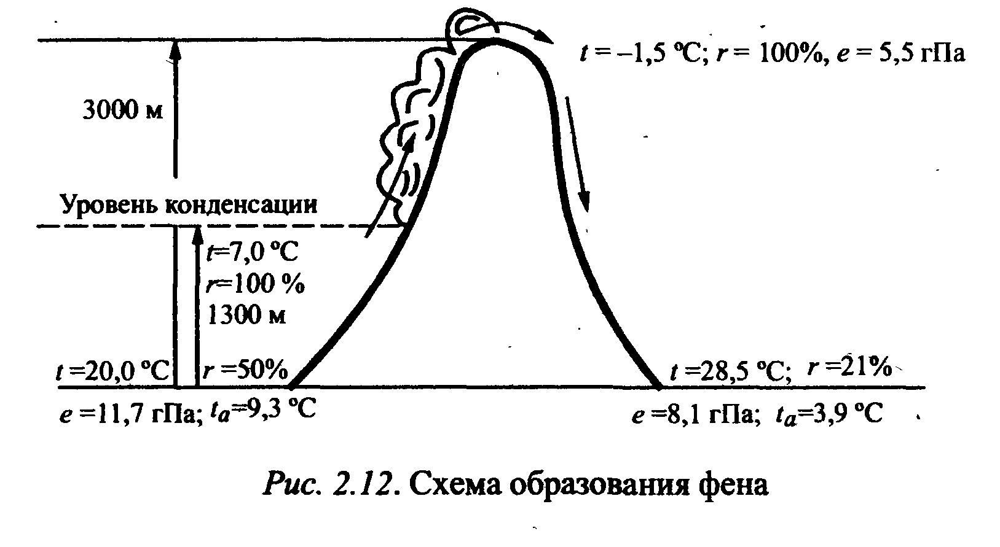 t = –1,5 °C; r = 100%, e = 5,5 гПа
3000 м
Уровень конденсации
t=7,0 °C
r=100 %
1300 м
t =20,0 °C
r =50%
t =28,5 °C; r =21%
e =11,7 гПа; ta=9,3 °C
e =8,1 гПа; ta=3,9 °C
Рис. 2.12. Схема образования фена